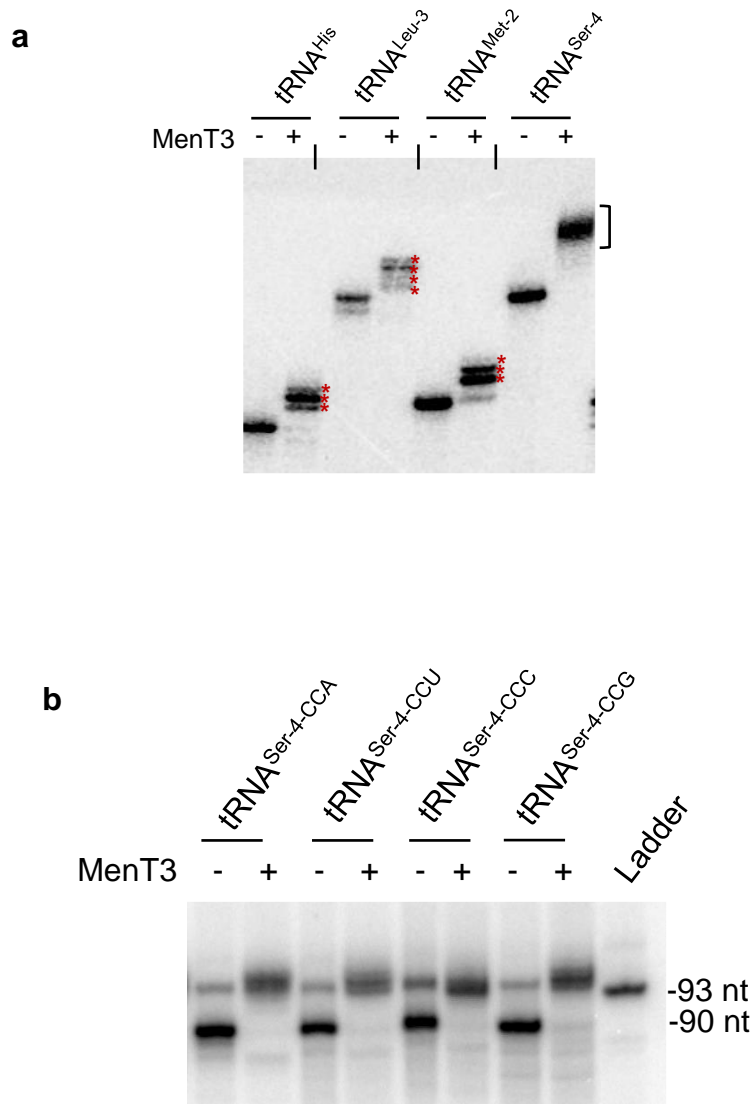 a
tRNAHis tRNALeu-3 tRNAMet-2 tRNASer-4
MenT3 - + - + - + - +
*
*
*
*
*
*
*
*
*
*
b
tRNASer-4-CCA tRNASer-4-CCU tRNASer-4-CCC tRNASer-4-CCG Ladder
MenT3 - + - + - + - +
-93 nt
-90 nt